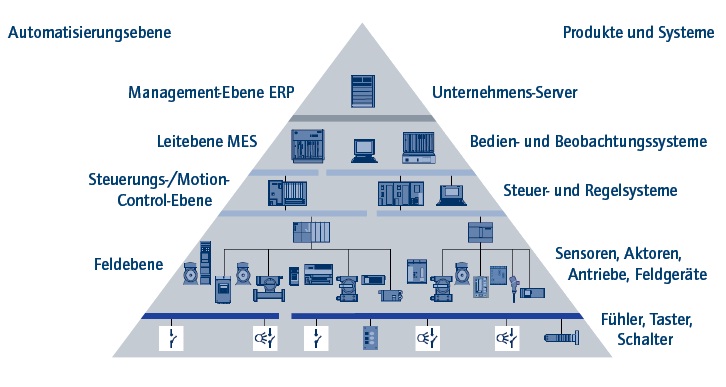 Automatisierungsebene
Produkte und Systeme
Management-Ebene ERP
Unternehmens-Server
Leitebene MES
Bedien- und Beobachtungssysteme
Steuerungs-/Motion-
Control-Ebene
Steuer- und Regelsysteme
Feldebene
Sensoren, Aktoren,
Antriebe, Feldgeräte
Fühler, Taster,
Schalter